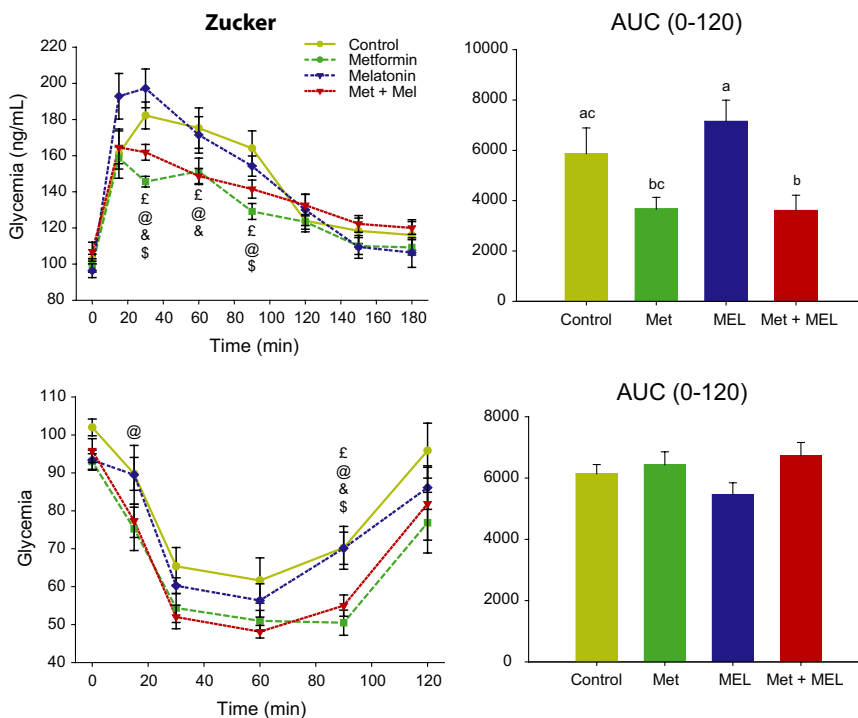 Zucker
Control
Metformin
Melatonin
Met + Mel
Glycemia (ng/mL)
220
200
180
160
140
120
100
80
£
@
&
$
£
@
&
£
@
$
0 20 40 60 80 100 120 140 160 180
Time (min)
AUC (0-120)
10000
8000
6000
4000
2000
0
ac
bc
a
b
Control Met MEL Met + MEL
Glycemia
110
100
90
80
70
60
50
40
@
£
@
&
$
0 20 40 60 80 100 120
Time (min)
AUC (0-120)
8000
6000
4000
2000
0
Control Met MEL Met + MEL